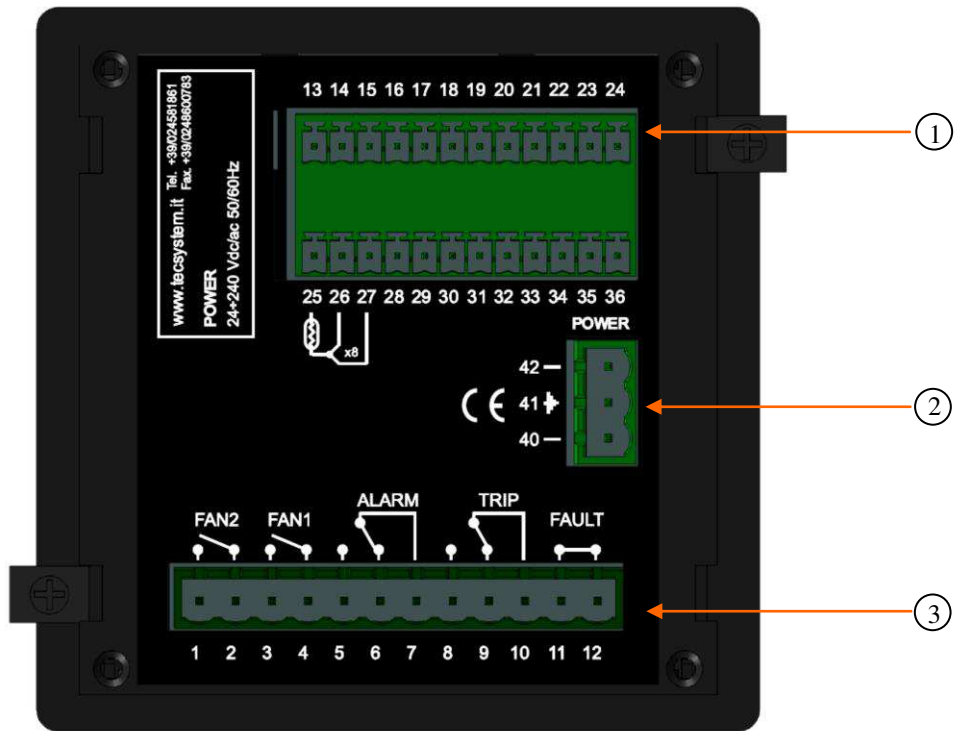 13 14 15 16 17 18 19 20 21 22 23 24
1
www.tecsystem.it Tel. +39/024581861
Fax. +39/0248600783
POWER
24÷240 Vdc/ac 50/60Hz
25 26 27 28 29 30 31 32 33 34 35 36
x8
POWER
42
CE 41
40
2
ALARM TRIP
FAN2 FAN1 FAULT
3
1 2 3 4 5 6 7 8 9 10 11 12